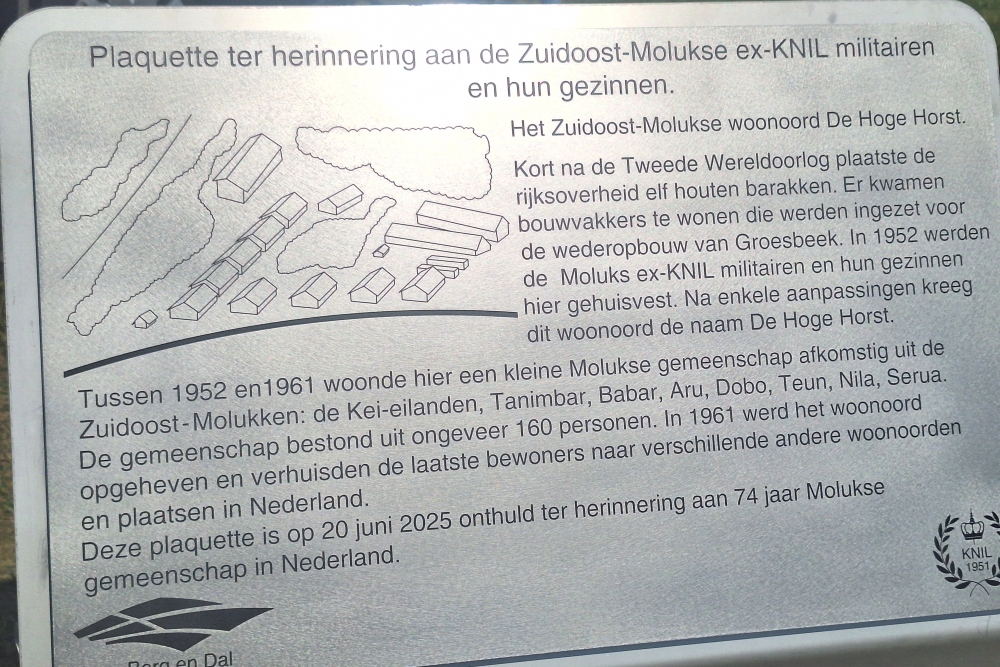 Plaquette ter herinnering aan de Zuidoost-Molukse ex-KNIL militairen
en hun gezinnen.
Het Zuidoost-Molukse woonoord De Hoge Horst.
Kort na de Tweede Wereldoorlog plaatste de
rijksoverheid elf houten barakken. Er kwamen
bouwvakkers te wonen die werden ingezet voor
de wederopbouw van Groesbeek. In 1952 werden
de Moluks ex-KNIL militairen en hun gezinnen
hier gehuisvest. Na enkele aanpassingen kreeg
dit woonoord de naam De Hoge Horst.
Tussen 1952 en1961 woonde hier een kleine Molukse gemeenschap afkomstig uit de
Zuidoost-Molukken: de Kei-eilanden, Tanimbar, Babar, Aru, Dobo, Teun, Nila, Serua.
De gemeenschap bestond uit ongeveer 160 personen. In 1961 werd het woonoord
opgeheven en verhuisden de laatste bewoners naar verschillende andere woonoorden
en plaatsen in Nederland.
Deze plaquette is op 20 juni 2025 onthuld ter herinnering aan 74 jaar Molukse
gemeenschap in Nederland.
KNIL
1951
Berg en Dal